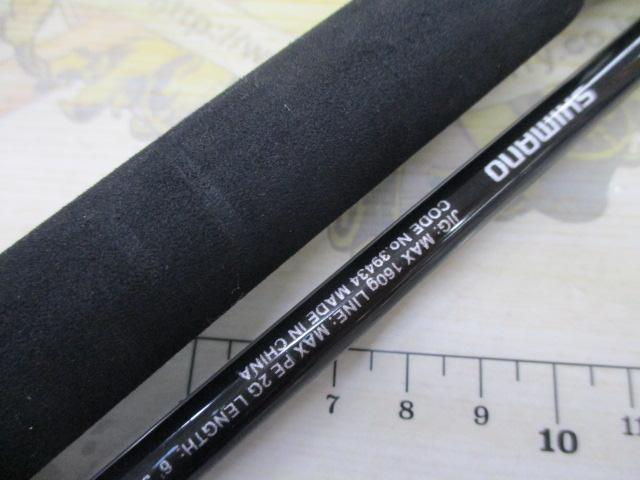 SHIMANO
JIG: MAX 160g LINE: MAX PE 2G LENGTH: 6'
CODE No.39434 MADE IN CHINA
7 8 9 10 11